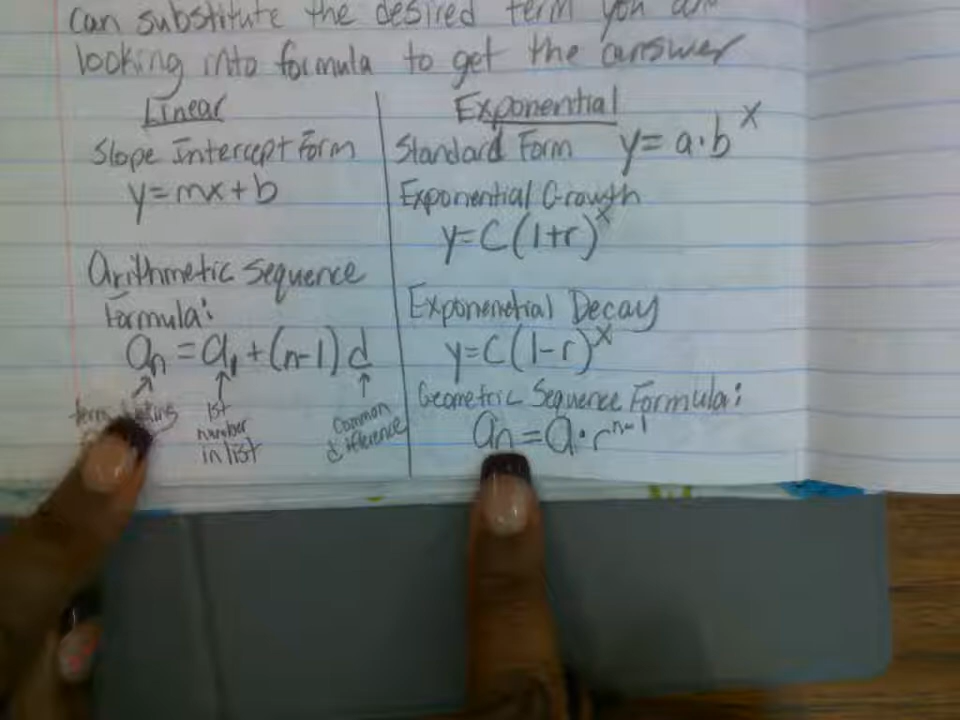 can substitute the desired term you are
looking into formula to get the answer
Linear
Slope Intercept Form
y=mx+b
Arithmetic Sequence
Formula:
an = a1 + (n-1) d
term
1st
number
in list
common
difference
Exponential
Standard Form y= a·b^x
Exponential Growth
y=C(1+r)^x
Exponenetial Decay
y=C(1-r)^x
Geometric Sequence Formula:
an=a·r^n-1